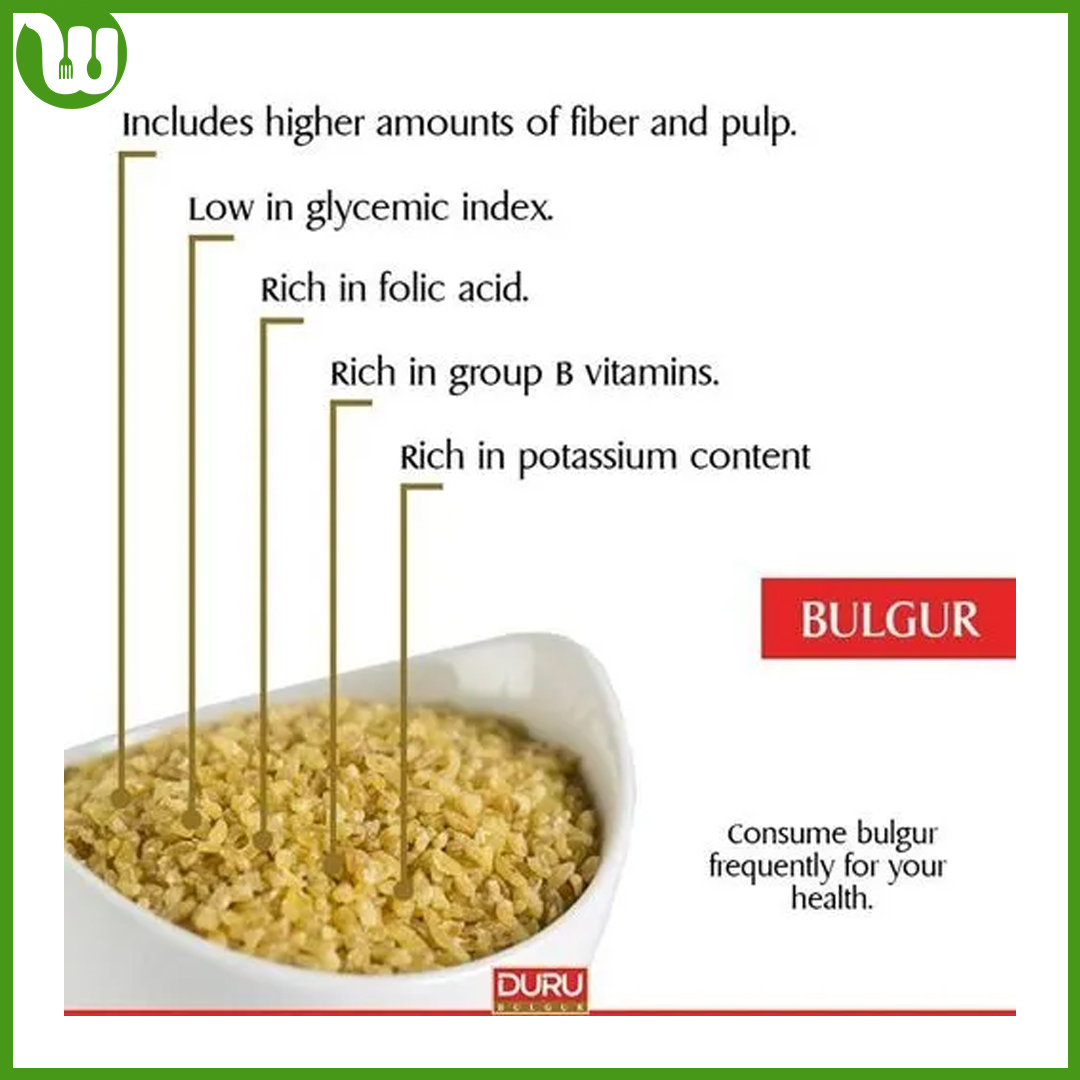 W
Includes higher amounts of fiber and pulp.
Low in glycemic index.
Rich in folic acid.
Rich in group B vitamins.
Rich in potassium content
BULGUR
Consume bulgur
frequently for your
health.
DURU
BULGUR